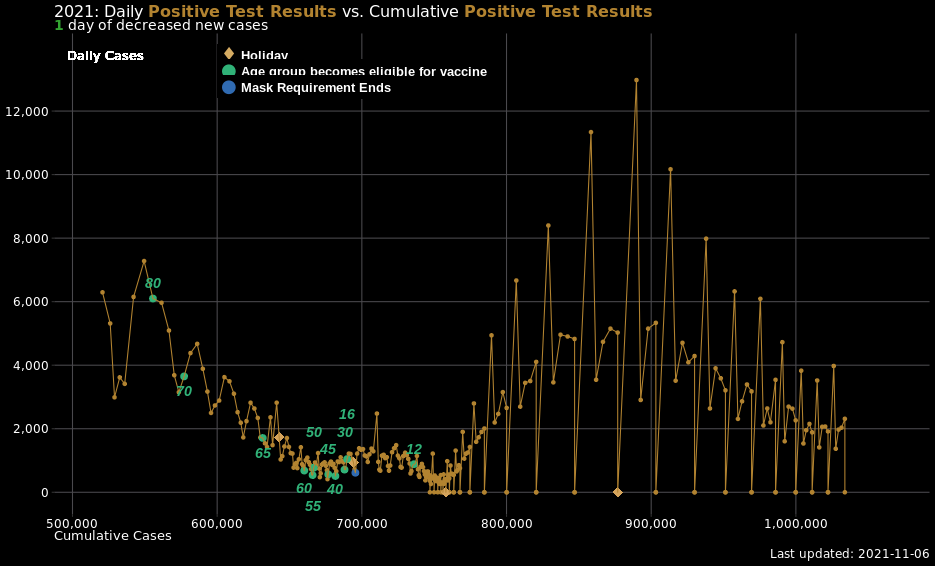 2021: Daily Positive Test Results vs. Cumulative Positive Test Results
1 day of decreased new cases
Daily Cases
Holiday
Age group becomes eligible for vaccine
Mask Requirement Ends
12,000
10,000
8,000
6,000
4,000
2,000
0
80
70
65
16
50 30
45
12
60 40
55
500,000 600,000 700,000 800,000 900,000 1,000,000
Cumulative Cases
Last updated: 2021-11-06